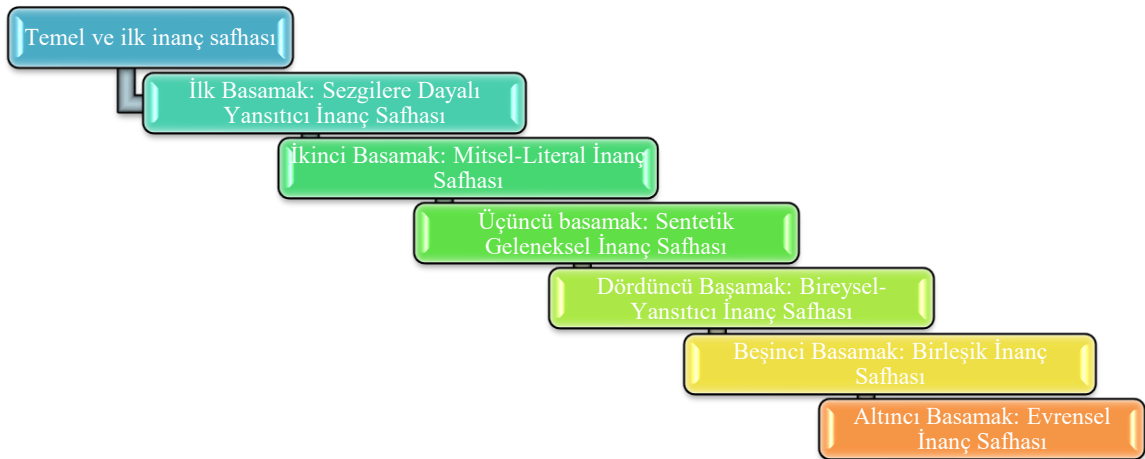 Temel ve ilk inanç safhası
İlk Basamak: Sezgilere Dayalı
Yansıtıcı İnanç Safhası
İkinci Basamak: Mitsel-Literal İnanç
Safhası
Üçüncü basamak: Sentetik
Geleneksel İnanç Safhası
Dördüncü Başamak: Bireysel-
Yansıtıcı İnanç Safhası
Beşinci Basamak: Birleşik İnanç
Safhası
Altıncı Basamak: Evrensel
İnanç Safhası